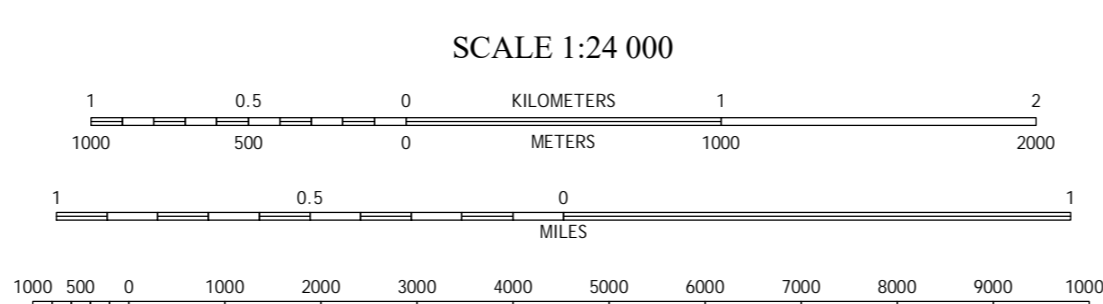 SCALE 1:24 000
1 0.5 0 KILOMETERS 1 2
1000 500 0 METERS 1000 2000
1 0.5 0 1
MILES
1000 500 0 1000 2000 3000 4000 5000 6000 7000 8000 9000 1000